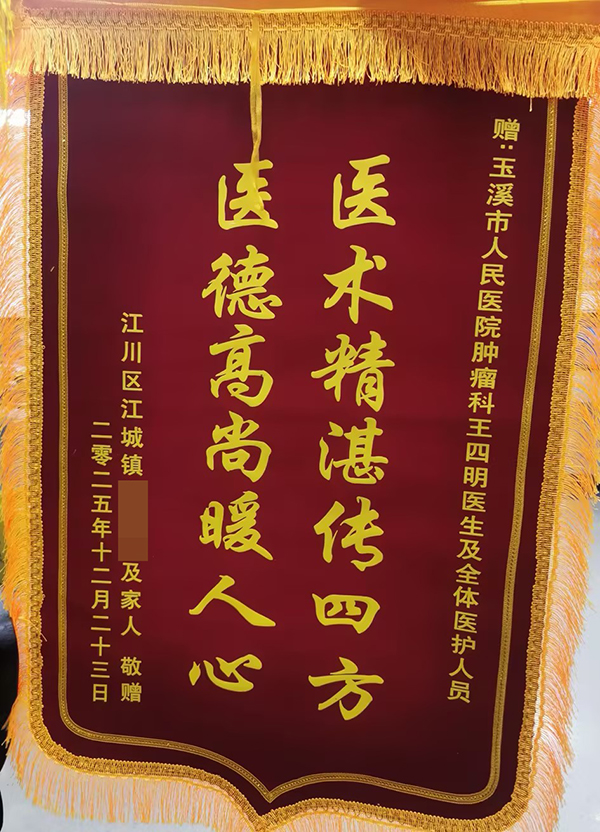 赠：玉溪市人民医院肿瘤科王四明医生及全体医护人员
医术精湛传四方
医德高尚暖人心
江川区江城镇 及家人 敬赠
二零二五年十二月二十三日